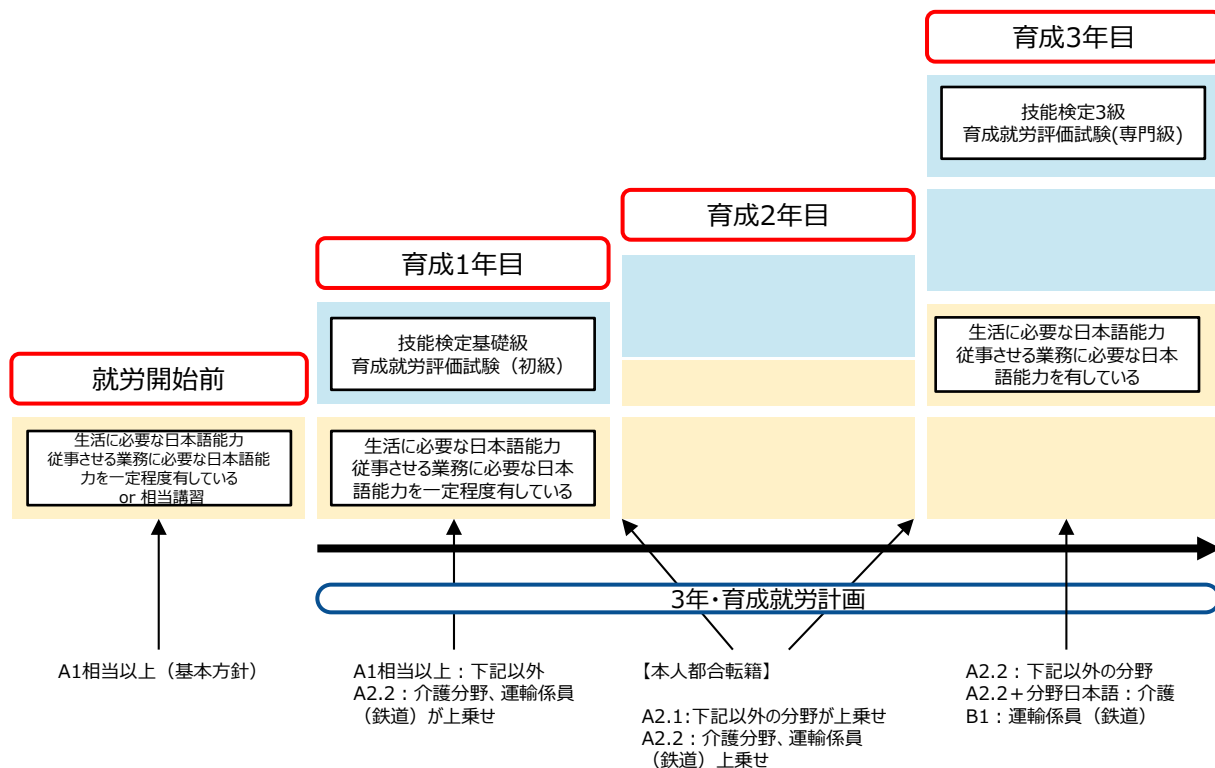 育成3年目
技能検定3級
育成就労評価試験(専門級)
育成2年目
育成1年目
技能検定基礎級
育成就労評価試験（初級）
生活に必要な日本語能力
従事させる業務に必要な日本
語能力を有している
就労開始前
生活に必要な日本語能力
従事させる業務に必要な日本語能
力を一定程度有している
or 相当講習
生活に必要な日本語能力
従事させる業務に必要な日本
語能力を一定程度有している
3年・育成就労計画
A1相当以上（基本方針）
A1相当以上：下記以外
A2.2：介護分野、運輸係員
（鉄道）が上乗せ
【本人都合転籍】
A2.1:下記以外の分野が上乗せ
A2.2：介護分野、運輸係員
（鉄道）上乗せ
A2.2：下記以外の分野
A2.2＋分野日本語：介護
B1：運輸係員（鉄道）